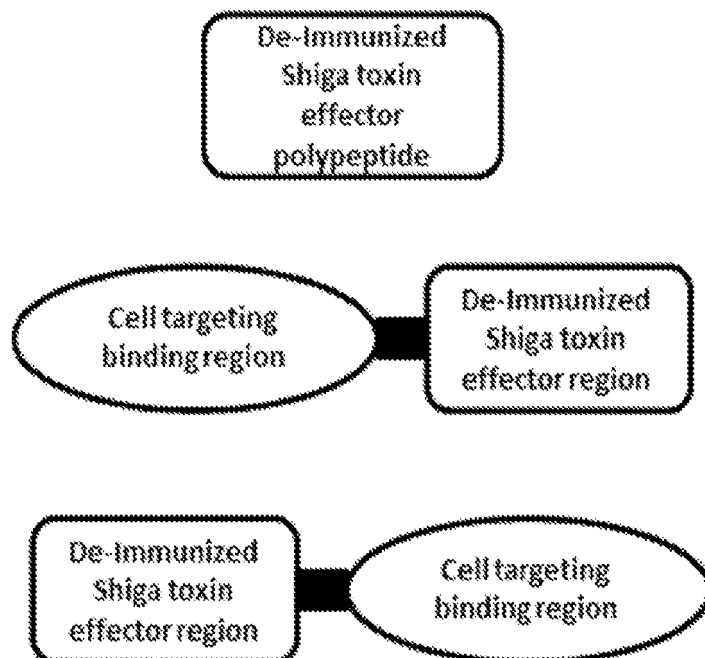 De-Immunized
Shiga toxin
effector
polypeptide
Cell targeting
binding region
De-Immunized
Shiga toxin
effector region
De-Immunized
Shiga toxin
effector region
Cell targeting
binding region